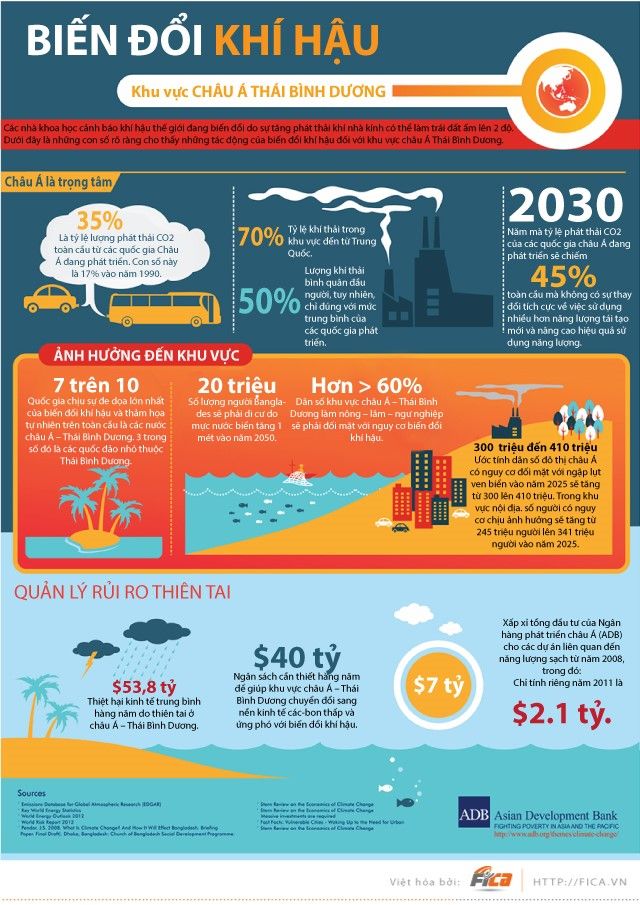 BIẾN ĐỔI KHÍ HẬU
Khu vực CHÂU Á THÁI BÌNH DƯƠNG
Các nhà khoa học cảnh báo khí hậu thế giới đang biến đổi do sự tăng phát thải khí nhà kính có thể làm trái đất ấm lên 2 độ.
Dưới đây là những con số rõ ràng cho thấy những tác động của biến đổi khí hậu đối với khu vực châu Á Thái Bình Dương.
Châu Á là trọng tâm
35%
Là tỷ lệ lượng phát thải CO2
toàn cầu từ các quốc gia Châu
Á đang phát triển. Con số này
là 17% vào năm 1990.
70%
Tỷ lệ khí thải trong
khu vực đến từ Trung
Quốc.
50%
Lượng khí thải
bình quân đầu
người, tuy nhiên,
chỉ đúng với mức
trung bình của
các quốc gia phát
triển.
2030
Năm mà tỷ lệ phát thải CO2
của các quốc gia châu Á đang
phát triển sẽ chiếm
45%
toàn cầu mà không có sự thay
đổi tích cực về việc sử dụng
nhiều hơn năng lượng tái tạo
mới và nâng cao hiệu quả sử
dụng năng lượng.
ẢNH HƯỞNG ĐẾN KHU VỰC
7 trên 10
Quốc gia chịu sự đe dọa lớn nhất
của biến đổi khí hậu và thảm họa
tự nhiên trên toàn cầu là các nước
châu Á – Thái Bình Dương. 3 trong
số đó là các quốc đảo nhỏ thuộc
Thái Bình Dương.
20 triệu
Số lượng người Bangla-
des sẽ phải di cư do
mực nước biển tăng 1
mét vào năm 2050.
Hơn > 60%
Dân số khu vực châu Á – Thái Bình
Dương làm nông – lâm – ngư nghiệp
sẽ phải đối mặt với nguy cơ biến đổi
khí hậu.
300 triệu đến 410 triệu
Ước tính dân số đô thị châu Á
có nguy cơ đối mặt với ngập lụt
ven biển vào năm 2025 sẽ tăng
từ 300 lên 410 triệu. Trong khu
vực nội địa. số người có nguy
cơ chịu ảnh hưởng sẽ tăng từ
245 triệu người lên 341 triệu
người vào năm 2025.
QUẢN LÝ RỦI RO THIÊN TAI
$53,8 tỷ
Thiệt hại kinh tế trung bình
hàng năm do thiên tai ở
châu Á – Thái Bình Dương.
$40 tỷ
Ngân sách cần thiết hàng năm
để giúp khu vực châu Á – Thái
Bình Dương chuyển đổi sang
nền kinh tế các-bon thấp và
ứng phó với biến đổi khí hậu.
$7 tỷ
Xấp xỉ tổng đầu tư của Ngân
hàng phát triển châu Á (ADB)
cho các dự án liên quan đến
năng lượng sạch từ năm 2008,
trong đó:
Chỉ tính riêng năm 2011 là
$2.1 tỷ.
Sources
Emissions Database for Global Atmospheric Research (EDGAR)
Key World Energy Statistics
World Energy Outlook 2012
World Risk Report 2012
Pender, J.S. 2008. What Is Climate Change? And How It Will Effect Bangladesh. Briefing
Paper. Final Draft. Dhaka, Bangladesh: Church of Bangladesh Social Development Programme.
Stern Review on the Economics of Climate Change
Stern Review on the Economics of Climate Change
Massive investments are required
Fast Facts: Vulnerable Cities - Waking Up to the Need for Urban
Stern Review on the Economics of Climate Change
ADB Asian Development Bank
FIGHTING POVERTY IN ASIA AND THE PACIFIC
http://www.adb.org/themes/climate-change/
Việt hóa bởi: Fica HTTP://FICA.VN